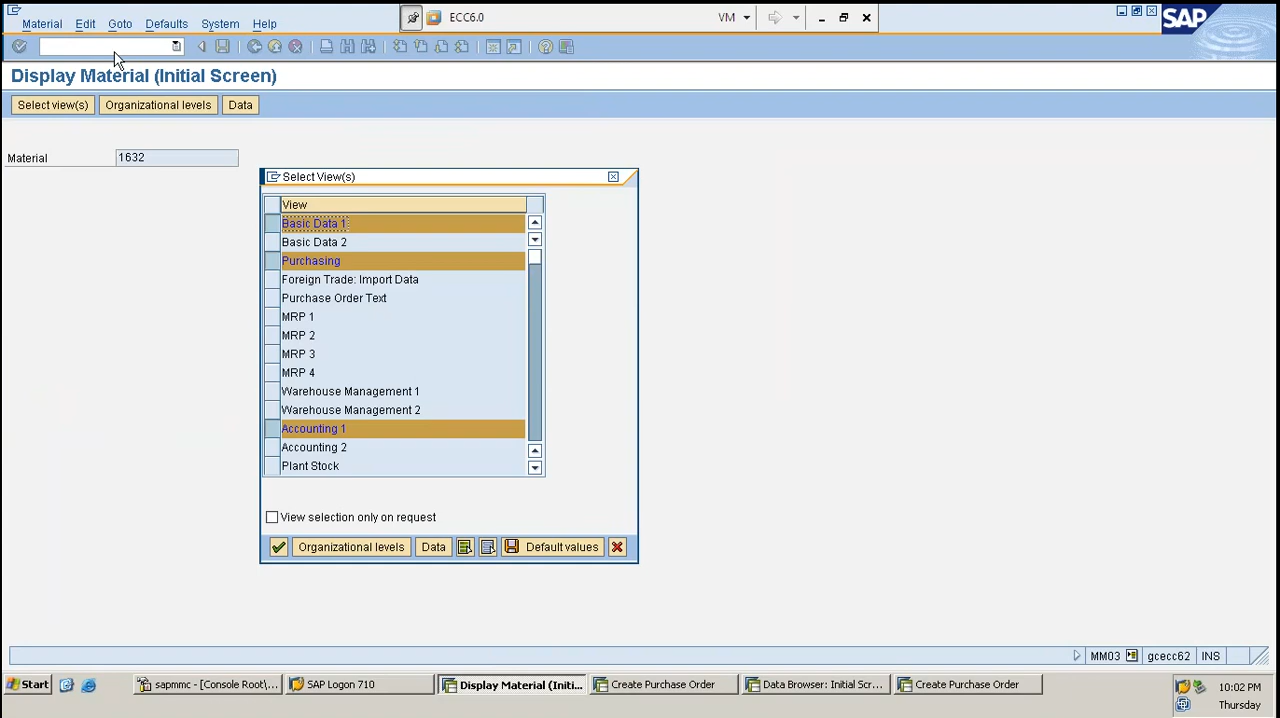 Material Edit Goto Defaults System Help
ECC6.0 VM
SAP
Display Material (Initial Screen)
Select view(s) Organizational levels Data
Material 1632
Select View(s)
View
Basic Data 1
Basic Data 2
Purchasing
Foreign Trade: Import Data
Purchase Order Text
MRP 1
MRP 2
MRP 3
MRP 4
Warehouse Management 1
Warehouse Management 2
Accounting 1
Accounting 2
Plant Stock
View selection only on request
Organizational levels Data Default values
MM03 gcecc62 INS
Start sapmmc - [Console Root\... SAP Logon 710 Display Material (Initi... Create Purchase Order Data Browser: Initial Scr... Create Purchase Order 10:02 PM
Thursday